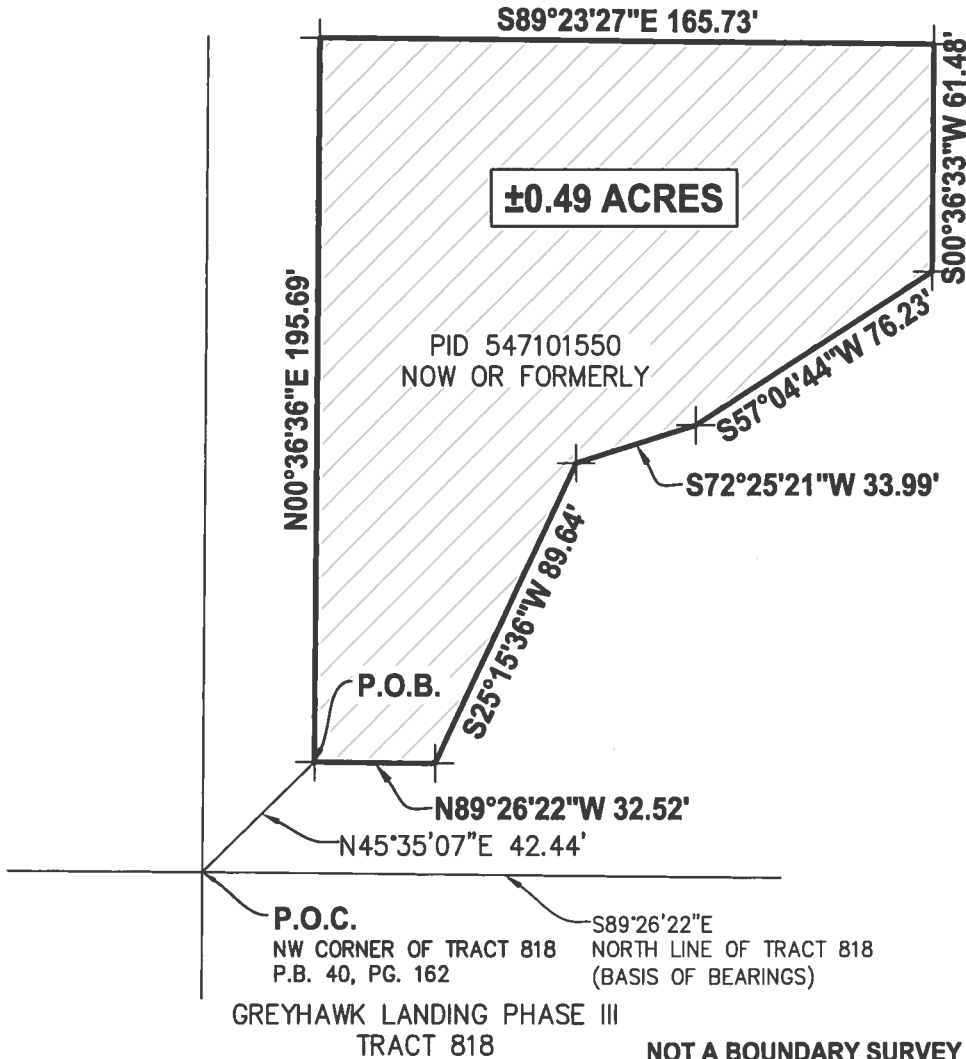 S89°23'27"E 165.73'
S00°36'33"W 61.48'
±0.49 ACRES
N00°36'36"E 195.69'
PID 547101550
NOW OR FORMERLY
S57°04'44"W 76.23'
S72°25'21"W 33.99'
S25°15'36"W 89.64'
P.O.B.
N89°26'22"W 32.52'
N45°35'07"E 42.44'
P.O.C.
NW CORNER OF TRACT 818
P.B. 40, PG. 162
S89°26'22"E
NORTH LINE OF TRACT 818
(BASIS OF BEARINGS)
GREYHAWK LANDING PHASE III
TRACT 818
NOT A BOUNDARY SURVEY